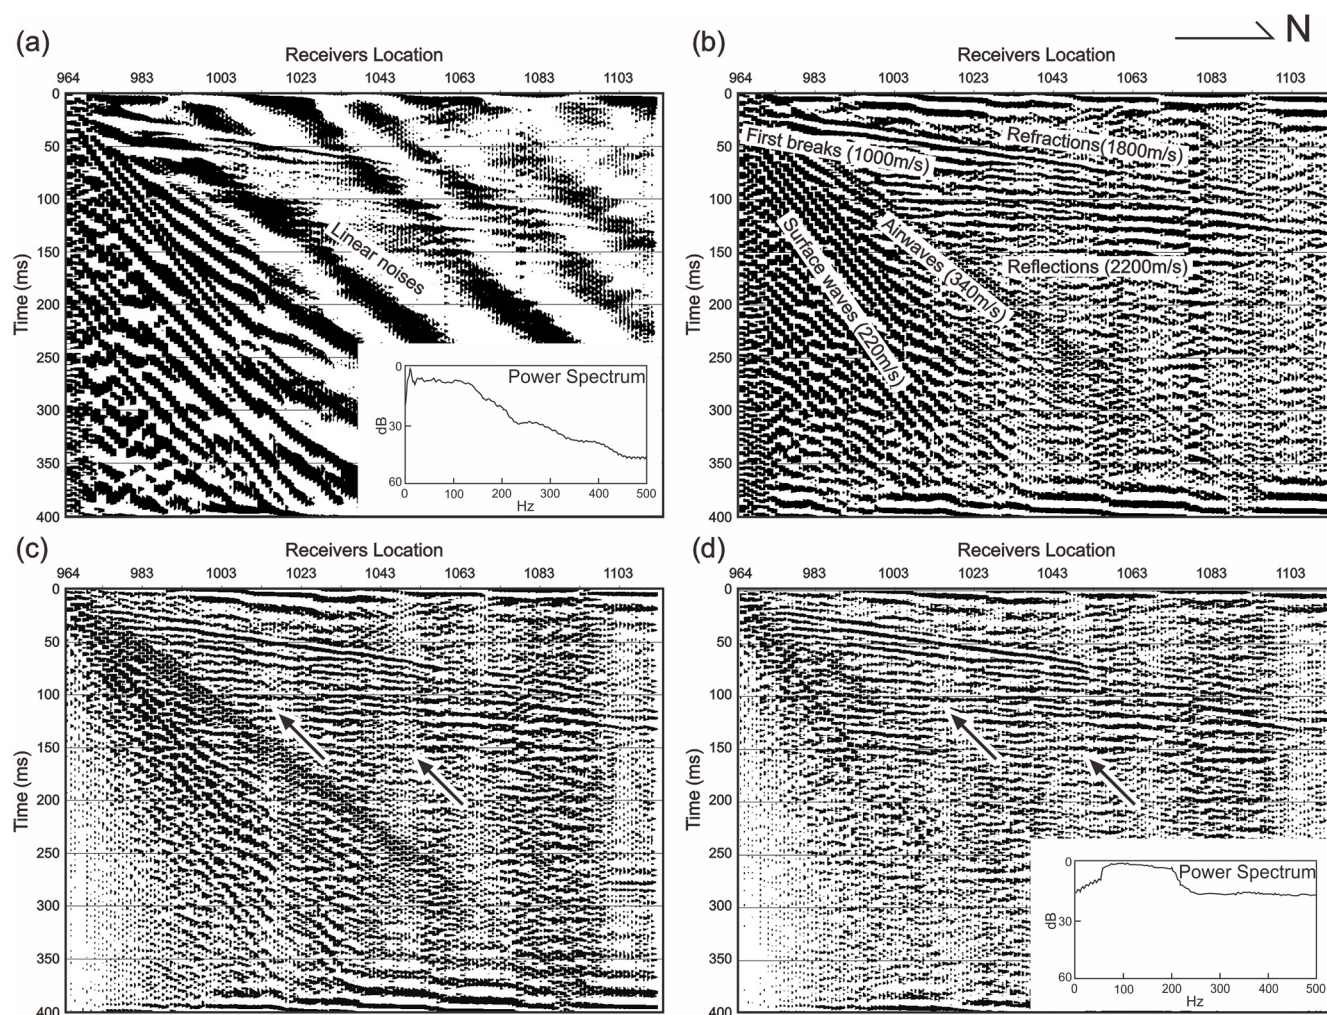 (a)
Receivers Location
964 983 1003 1023 1043 1063 1083 1103
0
50
100
150
200
250
300
350
400
Time (ms)
Linear noises
Power Spectrum
0
30
60
dB
0 100 200 300 400 500
Hz
(b)
N
Receivers Location
964 983 1003 1023 1043 1063 1083 1103
0
50
100
150
200
250
300
350
400
Time (ms)
First breaks (1000m/s)
Refractions(1800m/s)
Airwaves (340m/s)
Surface waves (220m/s)
Reflections (2200m/s)
(c)
Receivers Location
964 983 1003 1023 1043 1063 1083 1103
0
50
100
150
200
250
300
350
400
Time (ms)
(d)
Receivers Location
964 983 1003 1023 1043 1063 1083 1103
0
50
100
150
200
250
300
350
400
Time (ms)
Power Spectrum
0
30
60
dB
0 100 200 300 400 500
Hz